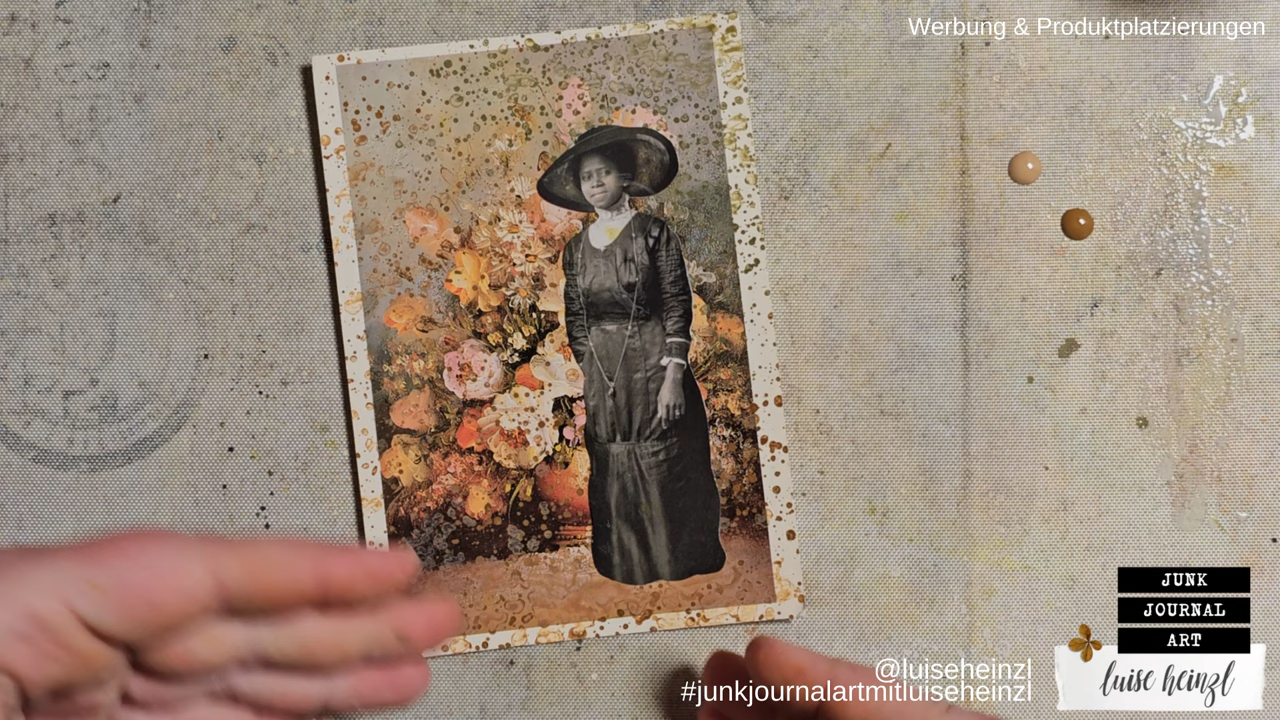 Werbung & Produktplatzierungen
JUNK
JOURNAL
ART
@luiseheinzl
#junkjournalartmitluiseheinzl
luise heinzl